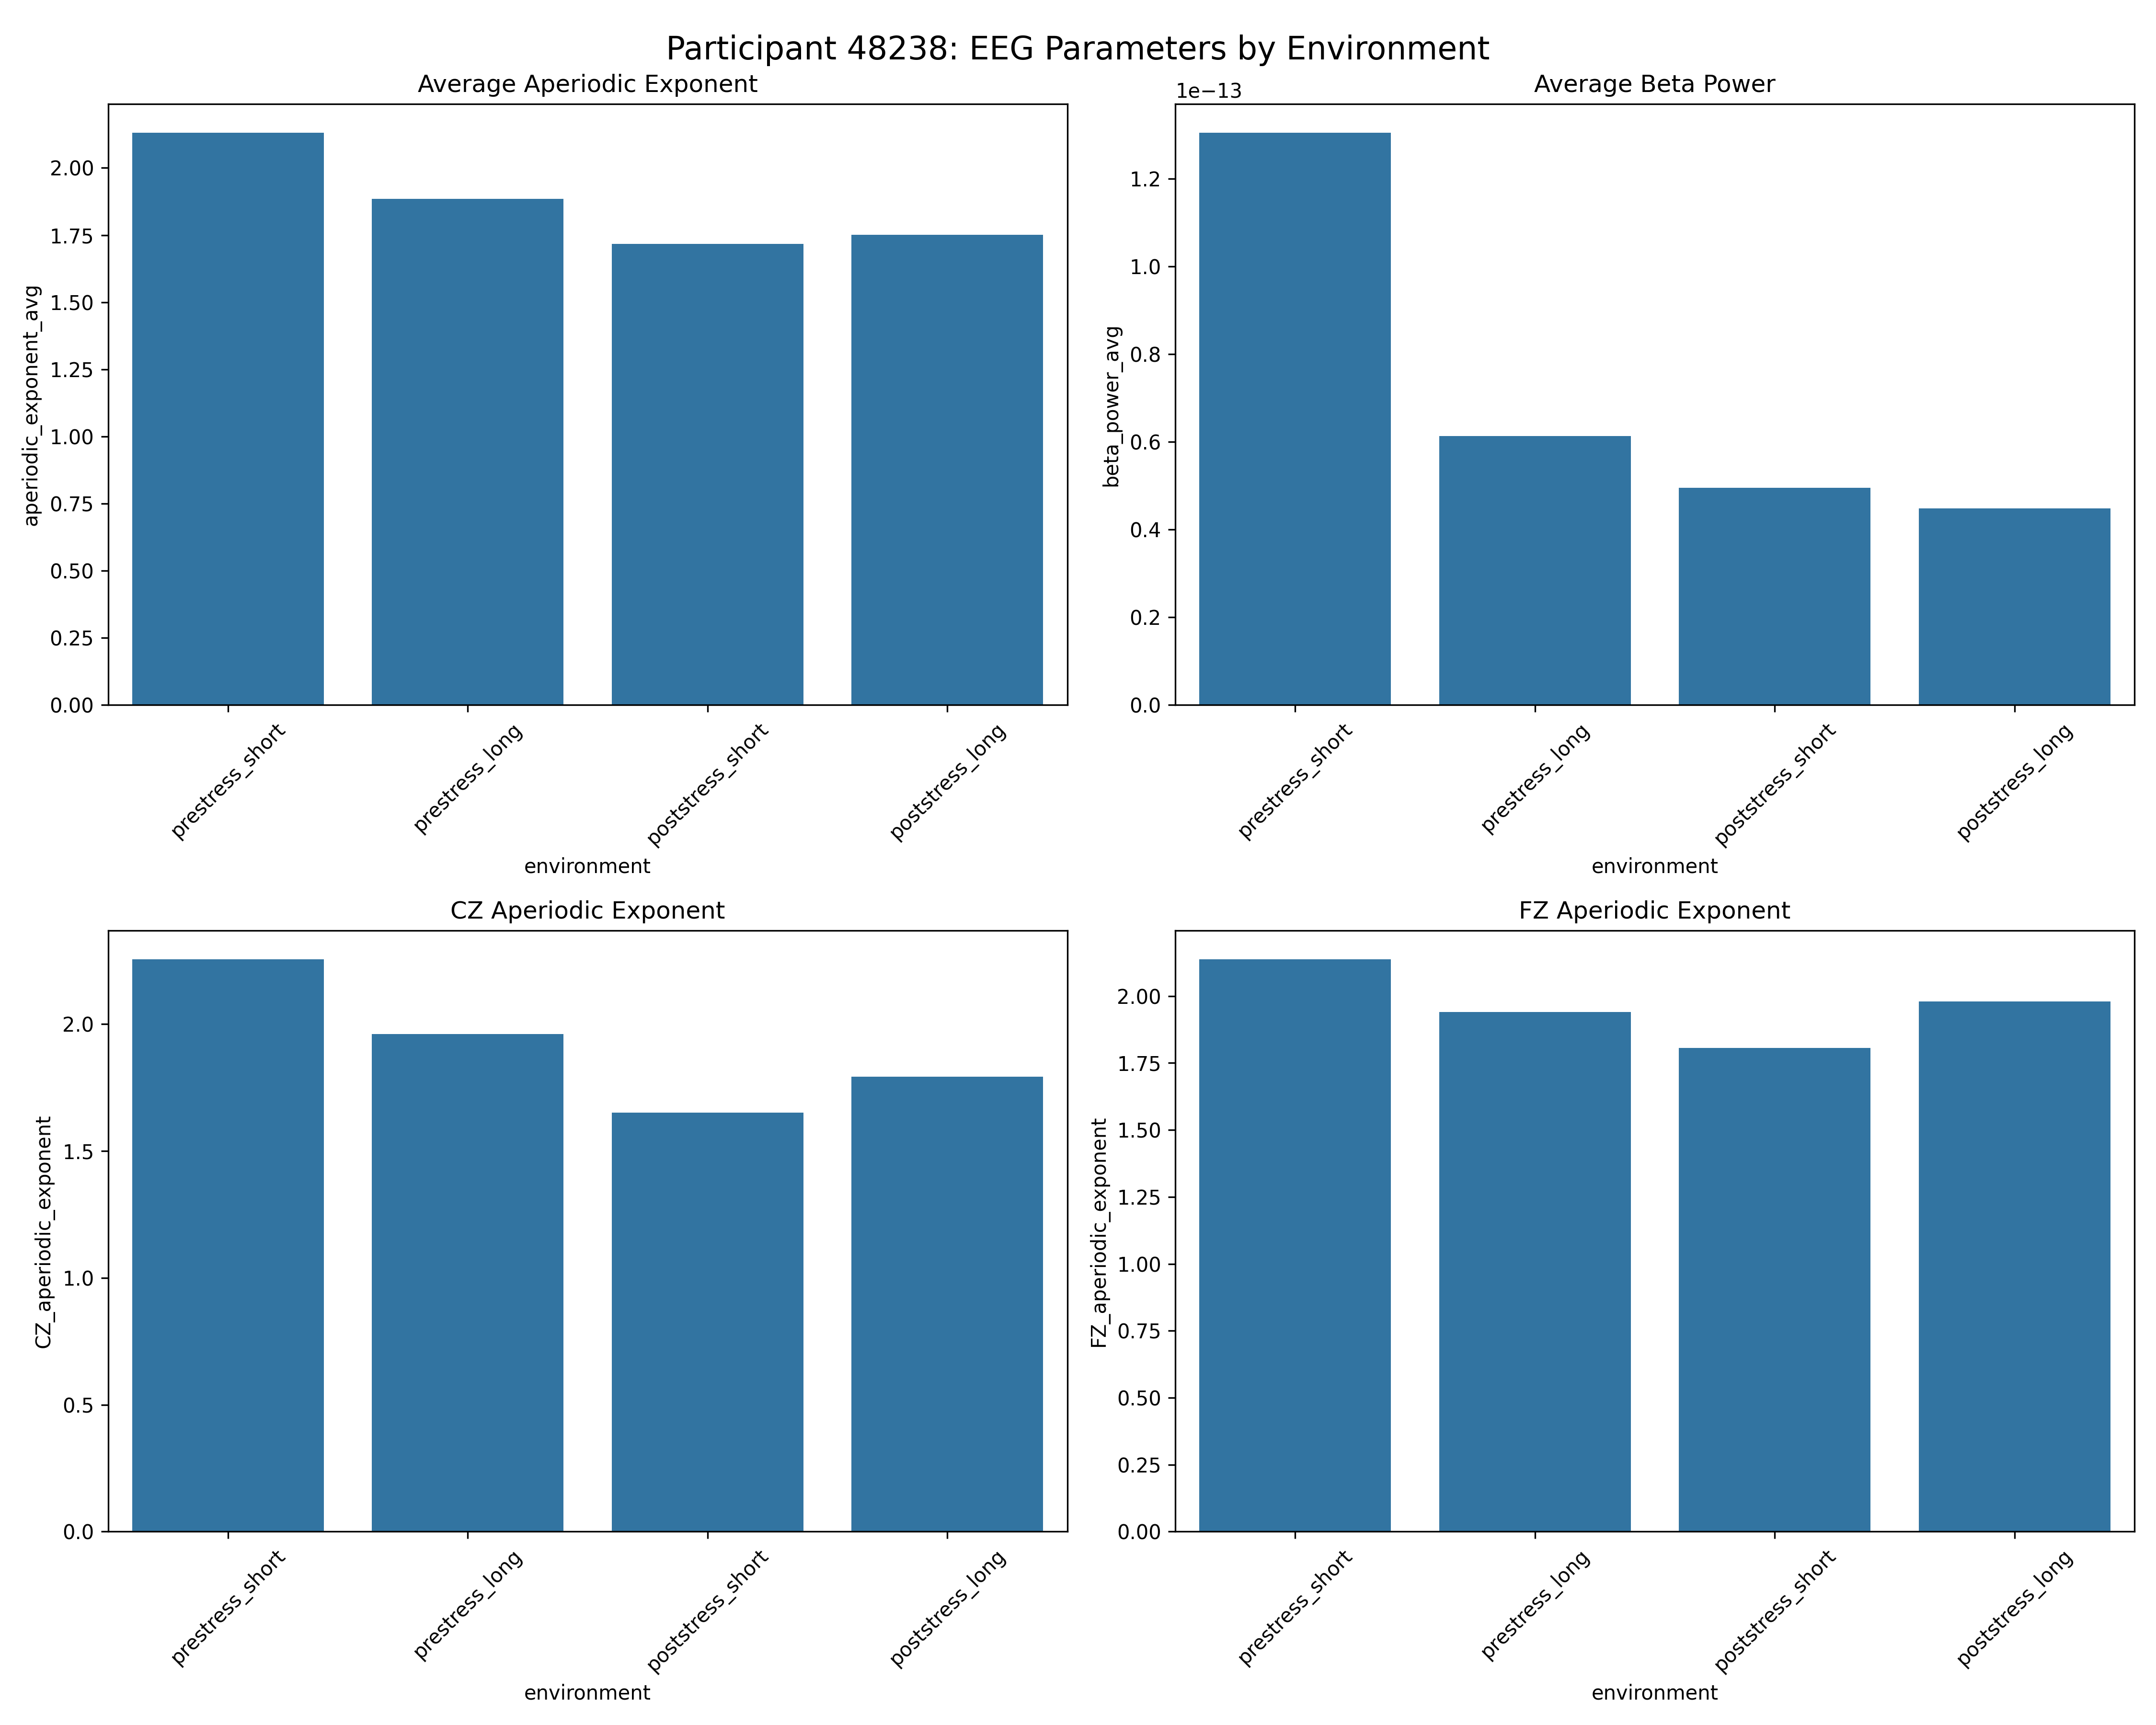 Participant 48238: EEG Parameters by Environment
Average Aperiodic Exponent
aperiodic_exponent_avg
2.00
1.75
1.50
1.25
1.00
0.75
0.50
0.25
0.00
prestress_short
prestress_long
poststress_short
poststress_long
environment
Average Beta Power
1e−13
beta_power_avg
1.2
1.0
0.8
0.6
0.4
0.2
0.0
prestress_short
prestress_long
poststress_short
poststress_long
environment
CZ Aperiodic Exponent
CZ_aperiodic_exponent
2.0
1.5
1.0
0.5
0.0
prestress_short
prestress_long
poststress_short
poststress_long
environment
FZ Aperiodic Exponent
FZ_aperiodic_exponent
2.00
1.75
1.50
1.25
1.00
0.75
0.50
0.25
0.00
prestress_short
prestress_long
poststress_short
poststress_long
environment